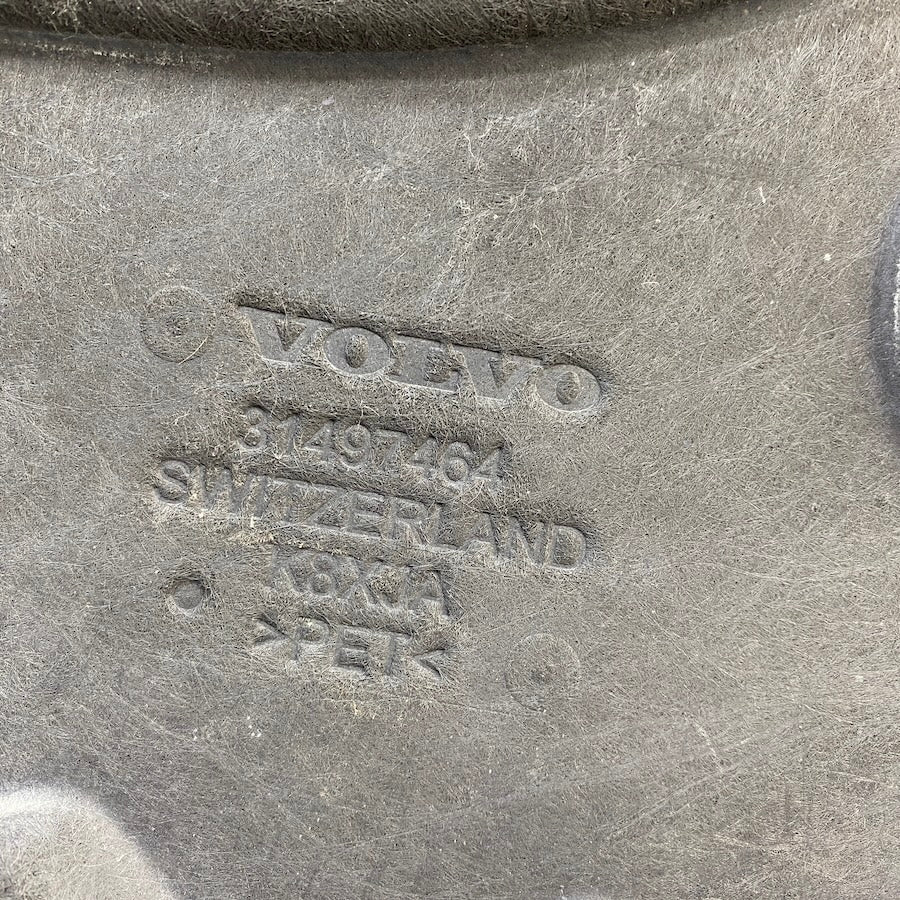 VOLVO
31497464
SWITZERLAND
K8XJA
>PET<